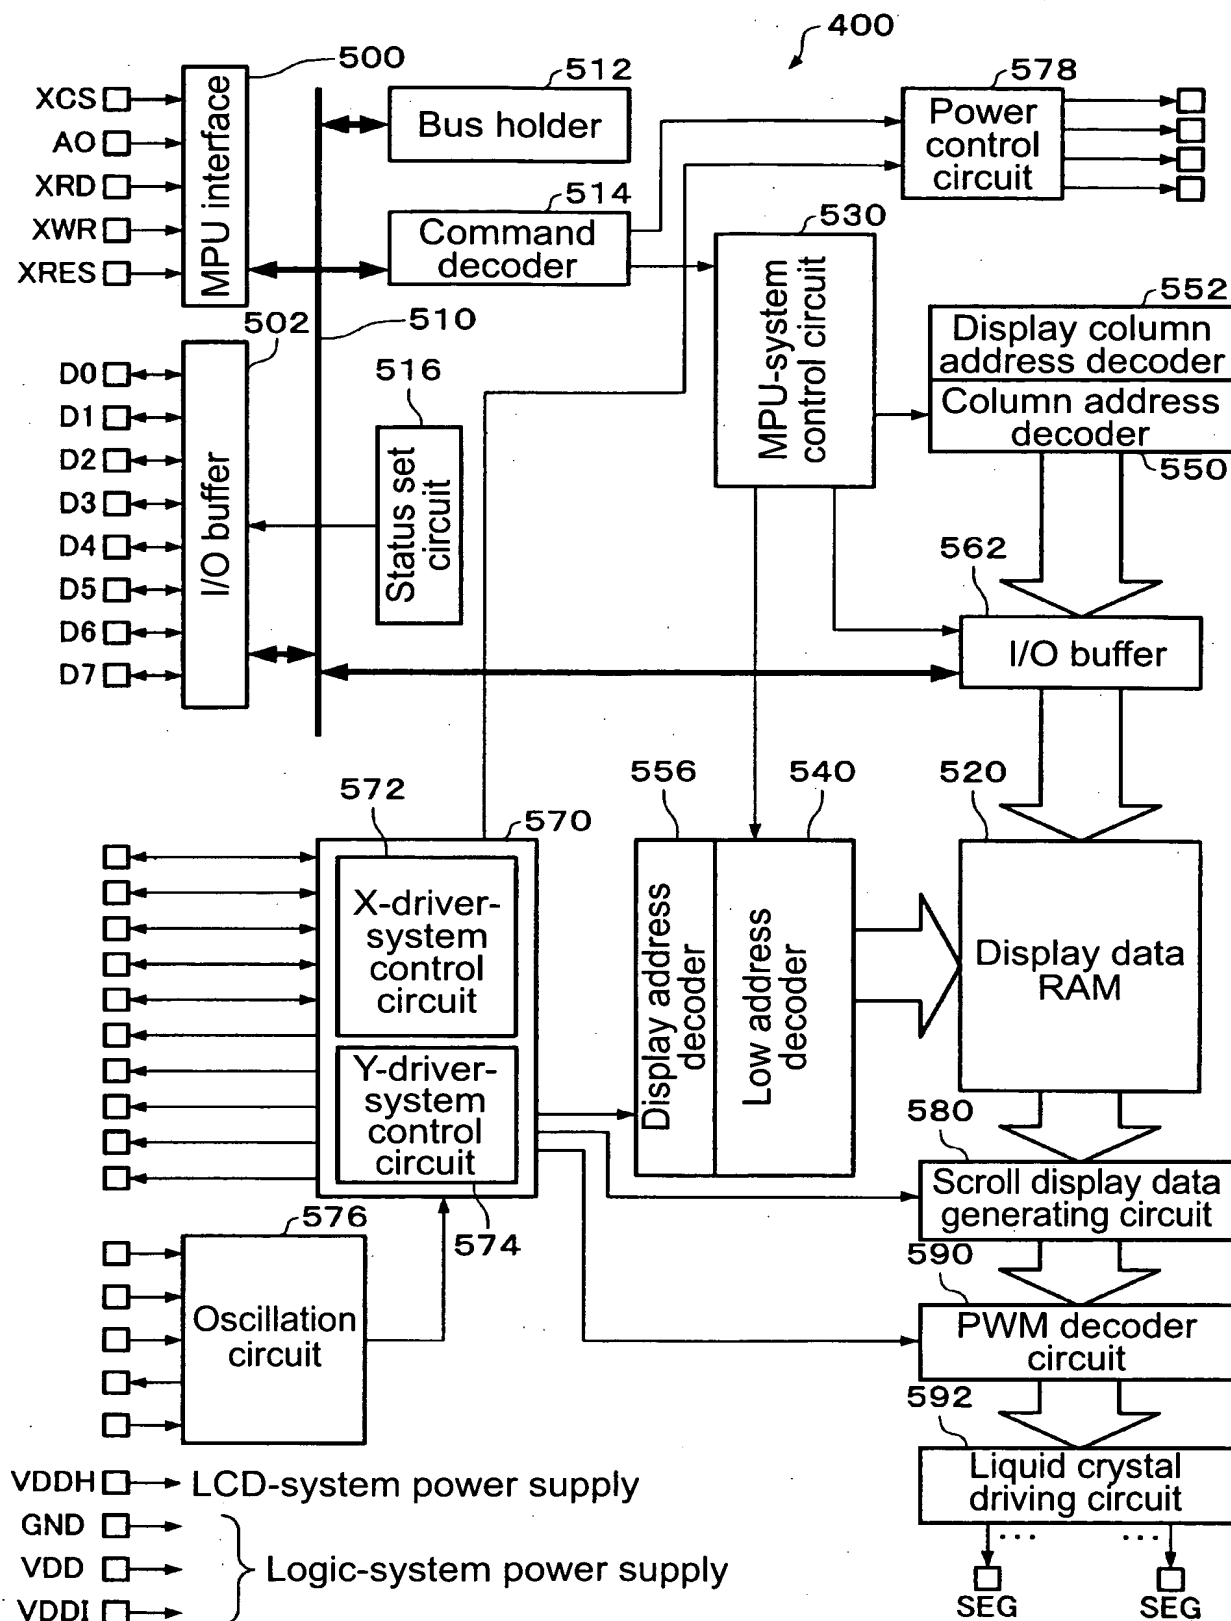 400
500
XCS
AO
XRD
XWR
XRES
MPU interface
512
Bus holder
514
Command
decoder
578
Power
control
circuit
530
MPU-system
control circuit
552
Display column
address decoder
Column address
decoder
550
510
502
D0
D1
D2
D3
D4
D5
D6
D7
I/O buffer
516
Status set
circuit
562
I/O buffer
572
570
X-driver-
system
control
circuit
Y-driver-
system
control
circuit
574
556
540
Display address
decoder
Low address
decoder
520
Display data
RAM
580
Scroll display data
generating circuit
576
Oscillation
circuit
590
PWM decoder
circuit
592
Liquid crystal
driving circuit
SEG
SEG
VDDH
LCD-system power supply
GND
VDD
VDDI
Logic-system power supply